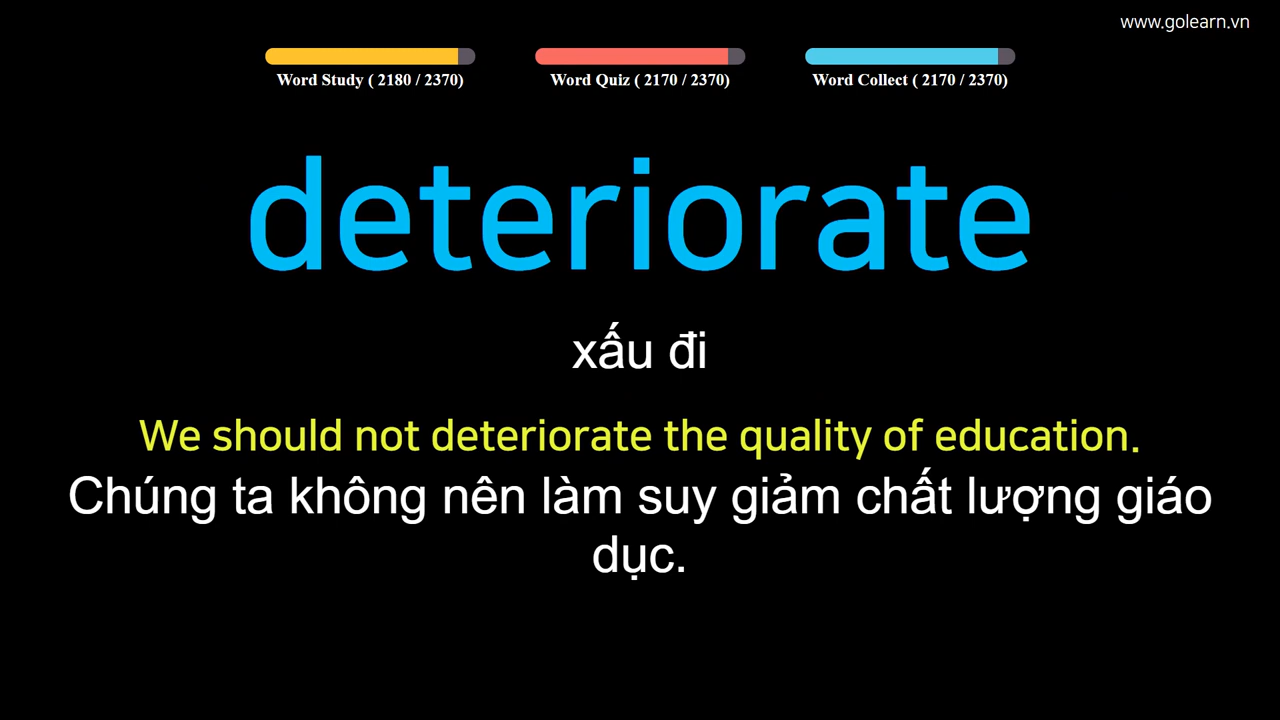 www.golearn.vn
Word Study ( 2180 / 2370)
Word Quiz ( 2170 / 2370)
Word Collect ( 2170 / 2370)
deteriorate
xấu đi
We should not deteriorate the quality of education.
Chúng ta không nên làm suy giảm chất lượng giáo
dục.